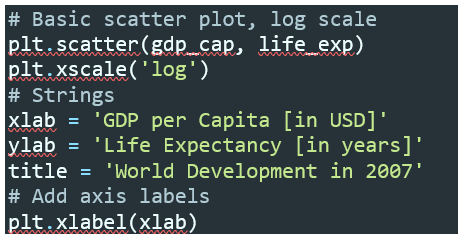 # Basic scatter plot, log scale
plt.scatter(gdp_cap, life_exp)
plt.xscale('log')
# Strings
xlab = 'GDP per Capita [in USD]'
ylab = 'Life Expectancy [in years]'
title = 'World Development in 2007'
# Add axis labels
plt.xlabel(xlab)